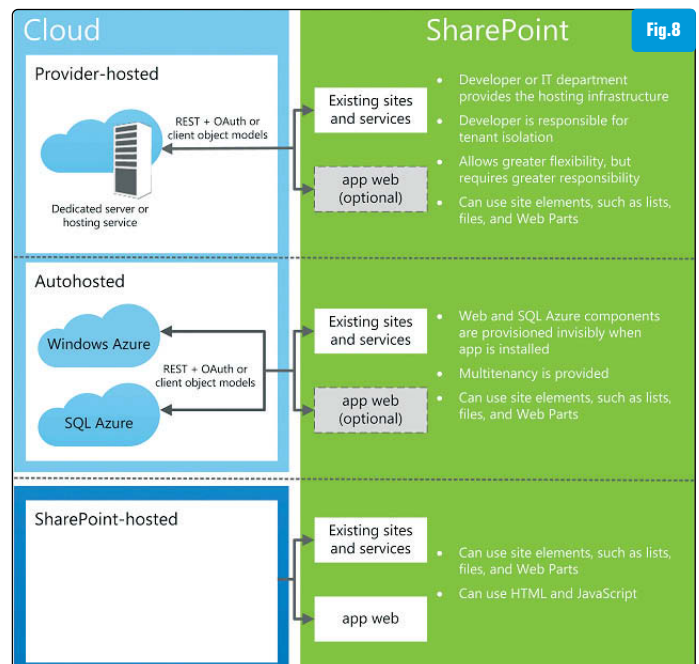 Cloud
SharePoint
Fig.8
Provider-hosted
REST + OAuth or
client object models
Dedicated server or
hosting service
Existing sites
and services
app web
(optional)
• Developer or IT department
provides the hosting infrastructure
• Developer is responsible for
tenant isolation
• Allows greater flexibility, but
requires greater responsibility
• Can use site elements, such as lists,
files, and Web Parts
Autohosted
Windows Azure
REST + OAuth or
client object models
SQL Azure
Existing sites
and services
app web
(optional)
• Web and SQL Azure components
are provisioned invisibly when
app is installed
• Multitenancy is provided
• Can use site elements, such as lists,
files, and Web Parts
SharePoint-hosted
Existing sites
and services
app web
• Can use site elements, such as lists,
files, and Web Parts
• Can use HTML and JavaScript